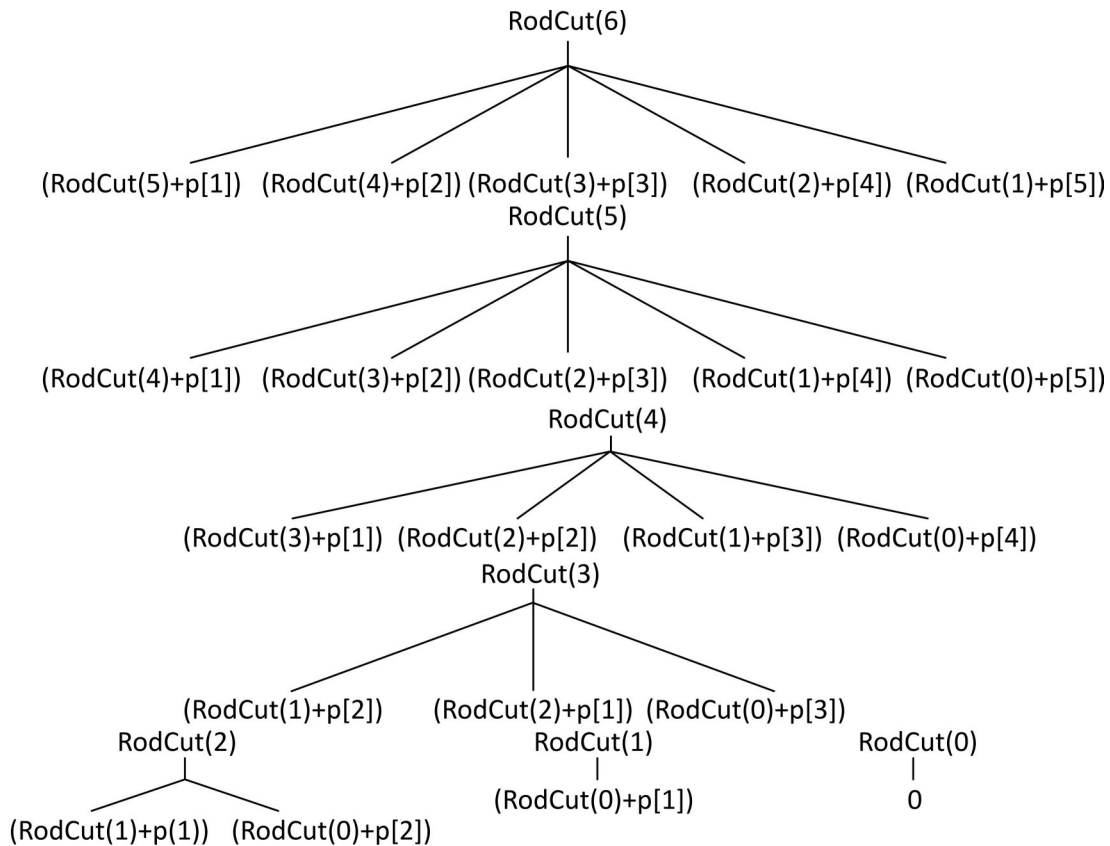 RodCut(6)
(RodCut(5)+p[1]) (RodCut(4)+p[2]) (RodCut(3)+p[3]) (RodCut(2)+p[4]) (RodCut(1)+p[5])
RodCut(5)
(RodCut(4)+p[1]) (RodCut(3)+p[2]) (RodCut(2)+p[3]) (RodCut(1)+p[4]) (RodCut(0)+p[5])
RodCut(4)
(RodCut(3)+p[1]) (RodCut(2)+p[2]) (RodCut(1)+p[3]) (RodCut(0)+p[4])
RodCut(3)
(RodCut(1)+p[2]) (RodCut(2)+p[1]) (RodCut(0)+p[3])
RodCut(2) RodCut(1) RodCut(0)
(RodCut(0)+p[1]) 0
(RodCut(1)+p(1)) (RodCut(0)+p[2])